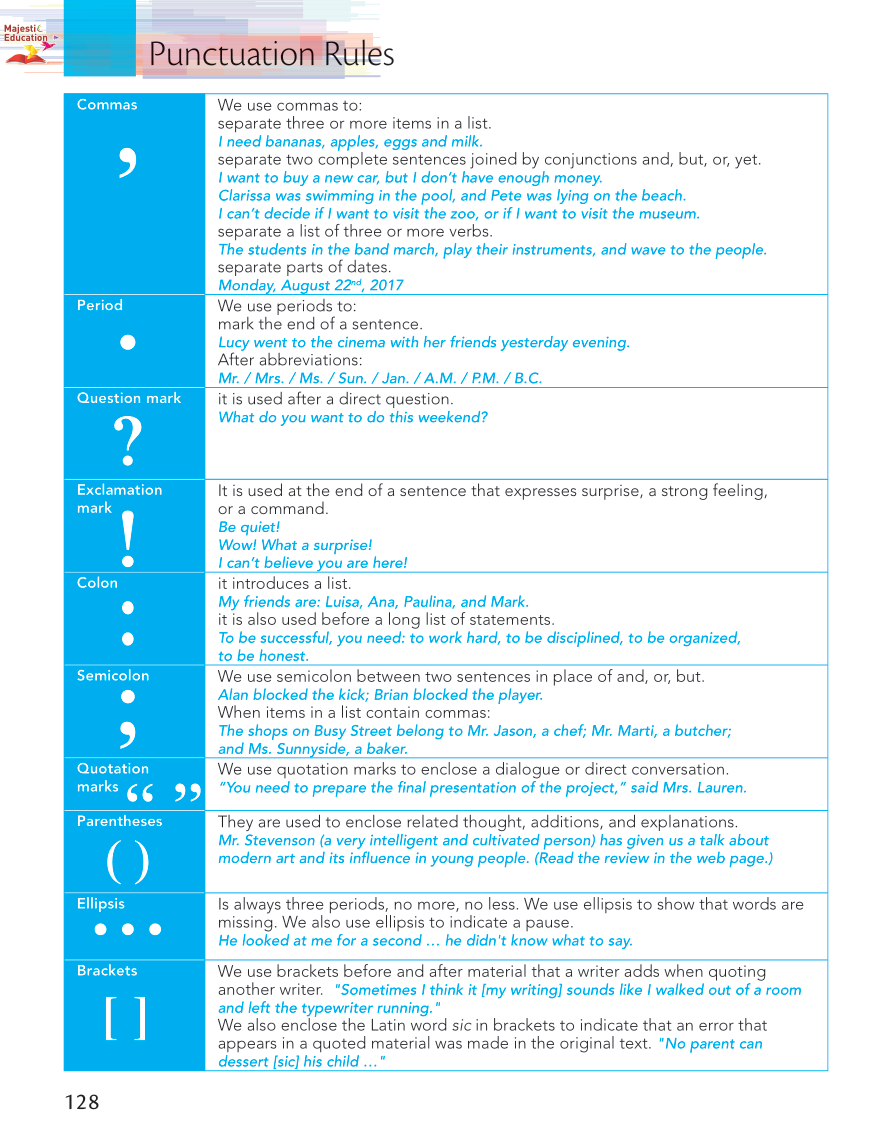 Majesti
Education
Punctuation Rules
Commas
,
We use commas to:
separate three or more items in a list.
I need bananas, apples, eggs and milk.
separate two complete sentences joined by conjunctions and, but, or, yet.
I want to buy a new car, but I don’t have enough money.
Clarissa was swimming in the pool, and Pete was lying on the beach.
I can’t decide if I want to visit the zoo, or if I want to visit the museum.
separate a list of three or more verbs.
The students in the band march, play their instruments, and wave to the people.
separate parts of dates.
Monday, August 22nd, 2017
Period
.
We use periods to:
mark the end of a sentence.
Lucy went to the cinema with her friends yesterday evening.
After abbreviations:
Mr. / Mrs. / Ms. / Sun. / Jan. / A.M. / P.M. / B.C.
Question mark
?
it is used after a direct question.
What do you want to do this weekend?
Exclamation
mark
!
It is used at the end of a sentence that expresses surprise, a strong feeling,
or a command.
Be quiet!
Wow! What a surprise!
I can’t believe you are here!
Colon
:
it introduces a list.
My friends are: Luisa, Ana, Paulina, and Mark.
it is also used before a long list of statements.
To be successful, you need: to work hard, to be disciplined, to be organized,
to be honest.
Semicolon
;
We use semicolon between two sentences in place of and, or, but.
Alan blocked the kick; Brian blocked the player.
When items in a list contain commas:
The shops on Busy Street belong to Mr. Jason, a chef; Mr. Marti, a butcher;
and Ms. Sunnyside, a baker.
Quotation
marks “ ”
We use quotation marks to enclose a dialogue or direct conversation.
“You need to prepare the final presentation of the project,” said Mrs. Lauren.
Parentheses
( )
They are used to enclose related thought, additions, and explanations.
Mr. Stevenson (a very intelligent and cultivated person) has given us a talk about
modern art and its influence in young people. (Read the review in the web page.)
Ellipsis
...
Is always three periods, no more, no less. We use ellipsis to show that words are
missing. We also use ellipsis to indicate a pause.
He looked at me for a second … he didn't know what to say.
Brackets
[ ]
We use brackets before and after material that a writer adds when quoting
another writer. "Sometimes I think it [my writing] sounds like I walked out of a room
and left the typewriter running."
We also enclose the Latin word sic in brackets to indicate that an error that
appears in a quoted material was made in the original text. "No parent can
dessert [sic] his child …"
128